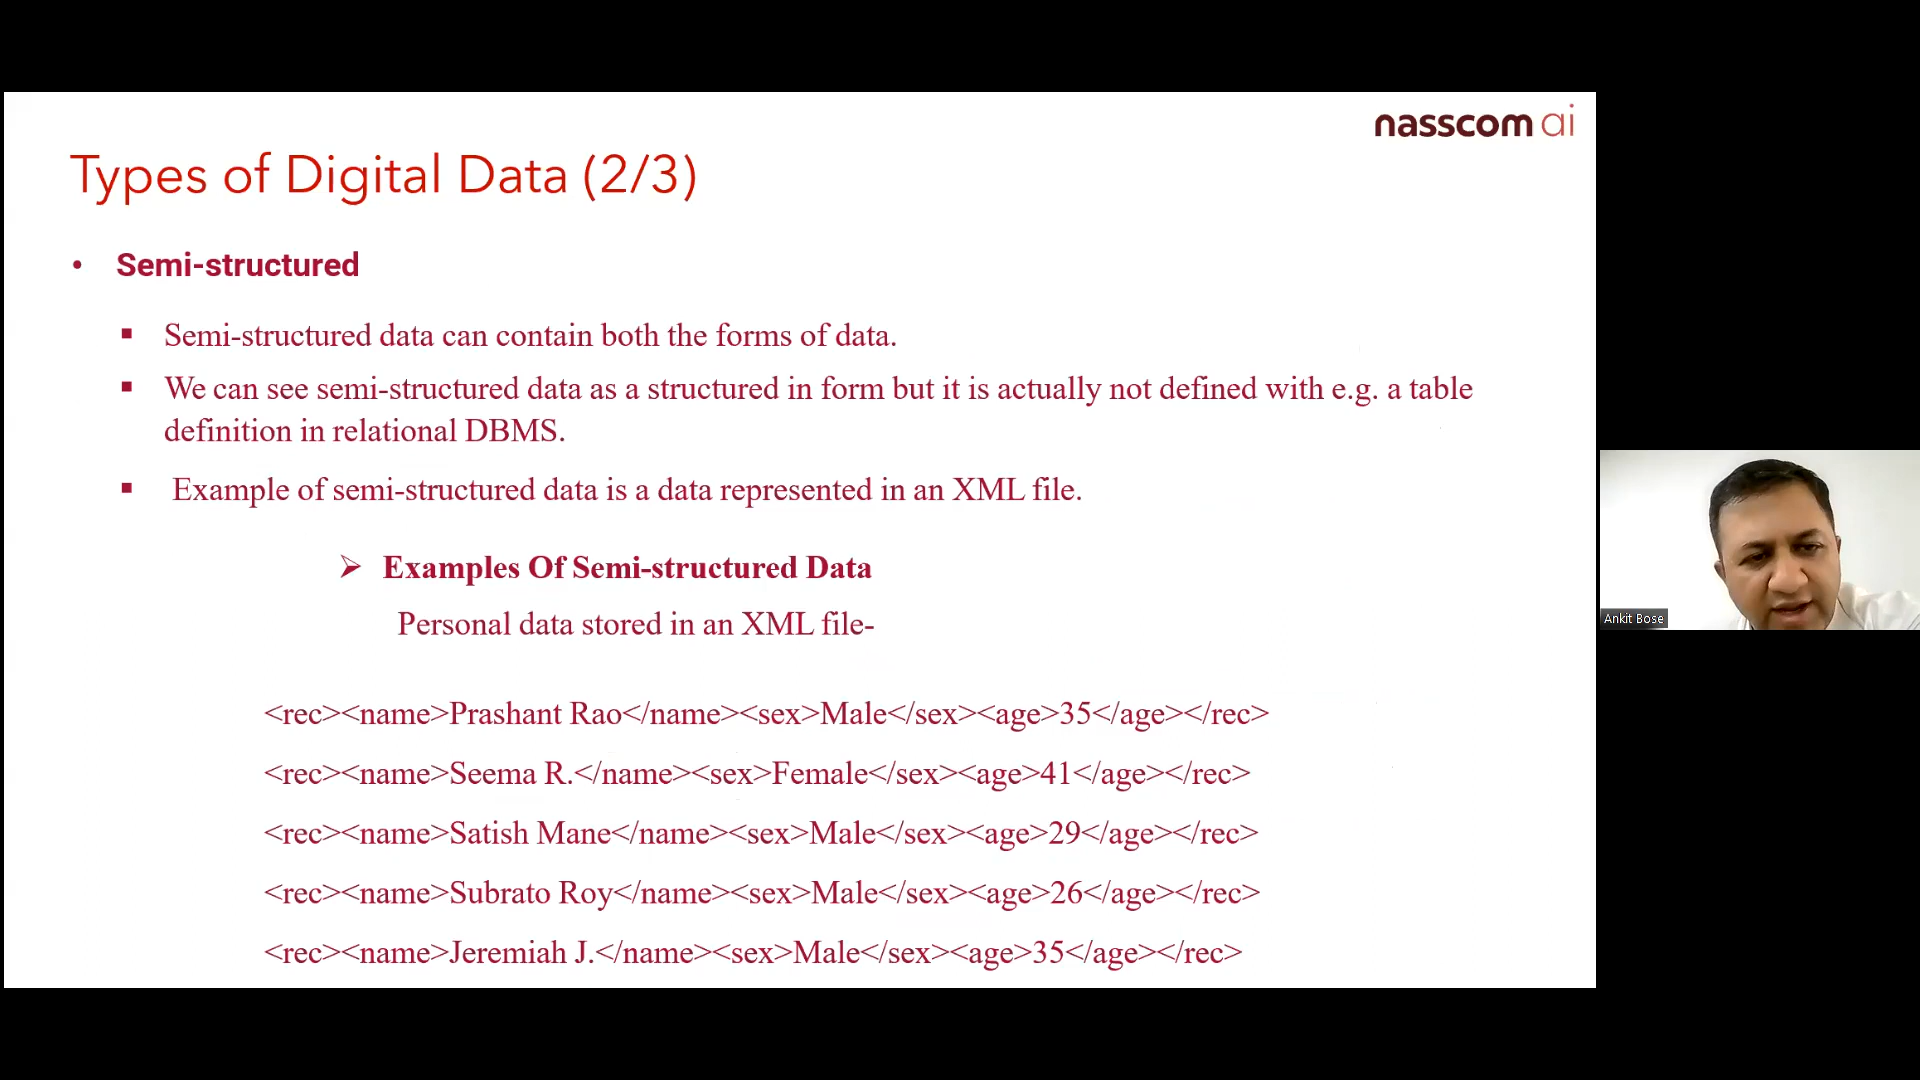 nasscom ai
Types of Digital Data (2/3)
• Semi-structured
▪ Semi-structured data can contain both the forms of data.
▪ We can see semi-structured data as a structured in form but it is actually not defined with e.g. a table
definition in relational DBMS.
▪ Example of semi-structured data is a data represented in an XML file.
➢ Examples Of Semi-structured Data
Personal data stored in an XML file-
<rec><name>Prashant Rao</name><sex>Male</sex><age>35</age></rec>
<rec><name>Seema R.</name><sex>Female</sex><age>41</age></rec>
<rec><name>Satish Mane</name><sex>Male</sex><age>29</age></rec>
<rec><name>Subrato Roy</name><sex>Male</sex><age>26</age></rec>
<rec><name>Jeremiah J.</name><sex>Male</sex><age>35</age></rec>
Ankit Bose